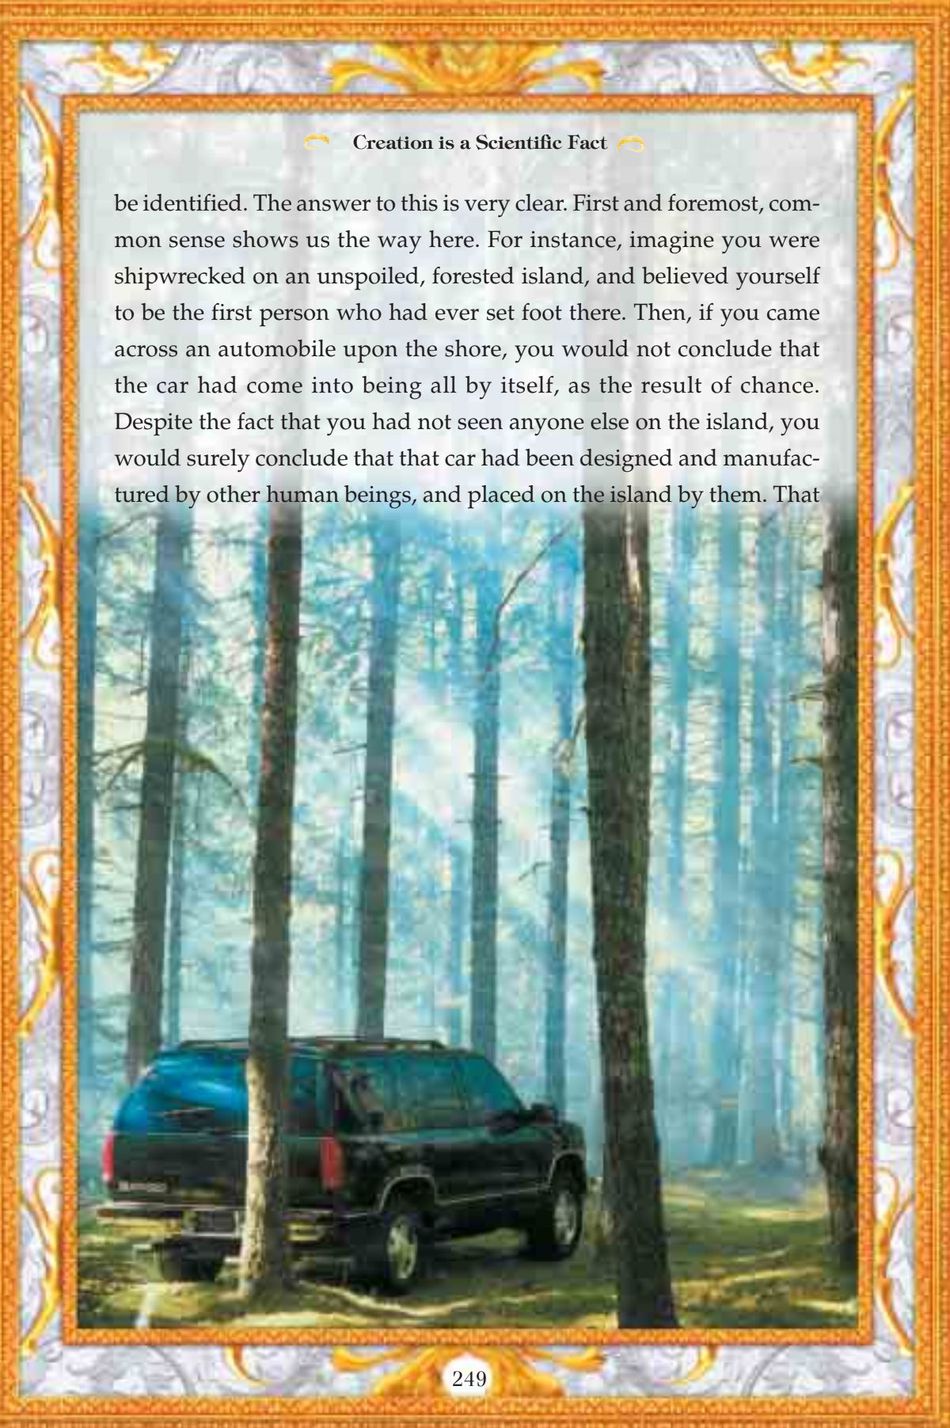 Creation is a Scientific Fact
be identified. The answer to this is very clear. First and foremost, com-
mon sense shows us the way here. For instance, imagine you were
shipwrecked on an unspoiled, forested island, and believed yourself
to be the first person who had ever set foot there. Then, if you came
across an automobile upon the shore, you would not conclude that
the car had come into being all by itself, as the result of chance.
Despite the fact that you had not seen anyone else on the island, you
would surely conclude that that car had been designed and manufac-
tured by other human beings, and placed on the island by them. That
249